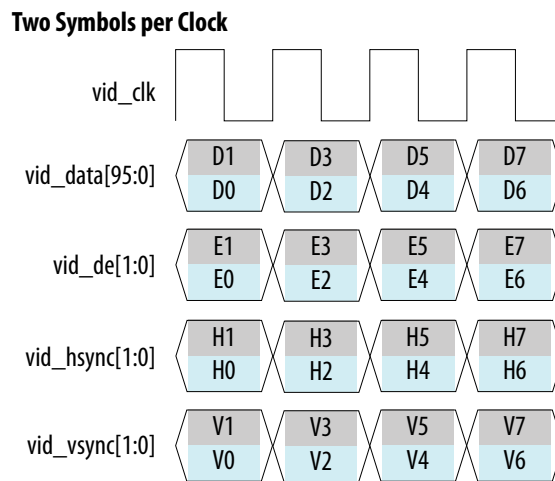 Two Symbols per Clock
vid_clk
D1 D3 D5 D7
vid_data[95:0]
D0 D2 D4 D6
E1 E3 E5 E7
vid_de[1:0]
E0 E2 E4 E6
H1 H3 H5 H7
vid_hsync[1:0]
H0 H2 H4 H6
V1 V3 V5 V7
vid_vsync[1:0]
V0 V2 V4 V6